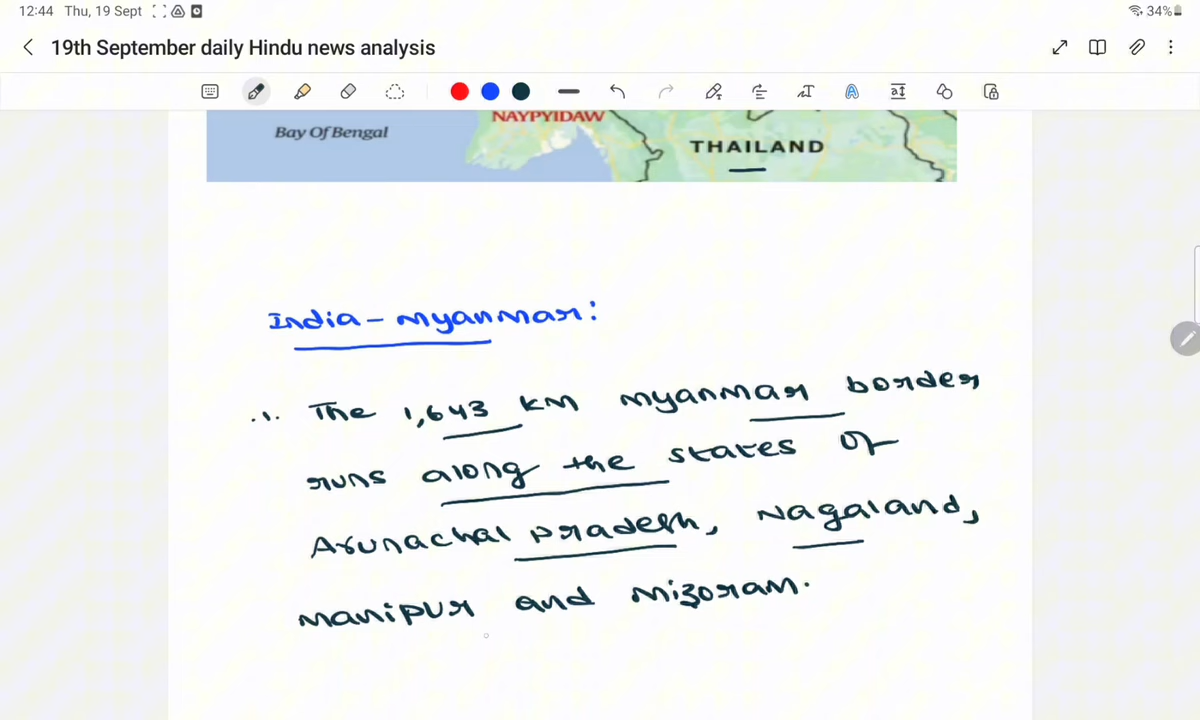 12:44 Thu, 19 Sept
34%
19th September daily Hindu news analysis
NAYPYIDAW
Bay Of Bengal
THAILAND
India - Myanmar:
1. The 1,643 KM Myanmar border
runs along the states of
Arunachal Pradesh, Nagaland,
Manipur and Mizoram.